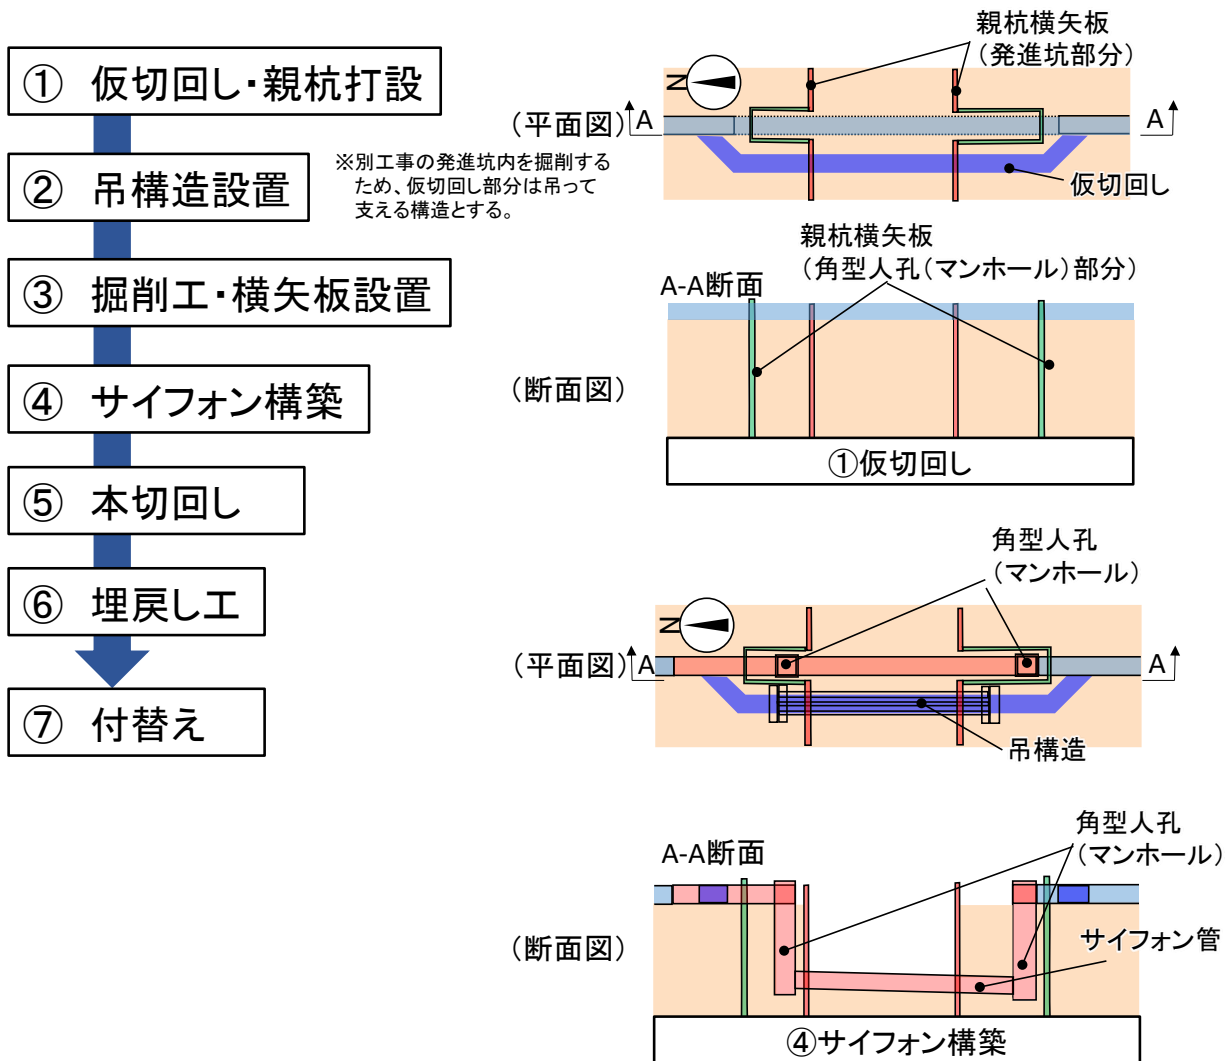 ① 仮切回し・親杭打設
② 吊構造設置
③ 掘削工・横矢板設置
④ サイフォン構築
⑤ 本切回し
⑥ 埋戻し工
⑦ 付替え
※別工事の発進坑内を掘削する
ため、仮切回し部分は吊って
支える構造とする。
親杭横矢板
(発進坑部分)
N
(平面図)
A
A
仮切回し
親杭横矢板
(角型人孔(マンホール)部分)
A-A断面
(断面図)
①仮切回し
角型人孔
(マンホール)
N
(平面図)
A
A
吊構造
角型人孔
(マンホール)
A-A断面
(断面図)
サイフォン管
④サイフォン構築